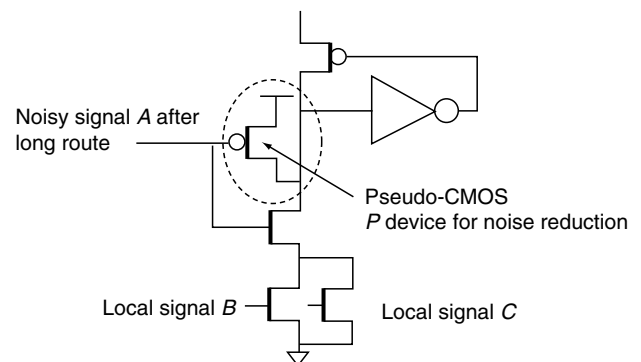 Noisy signal A after
long route
Pseudo-CMOS
P device for noise reduction
Local signal B
Local signal C